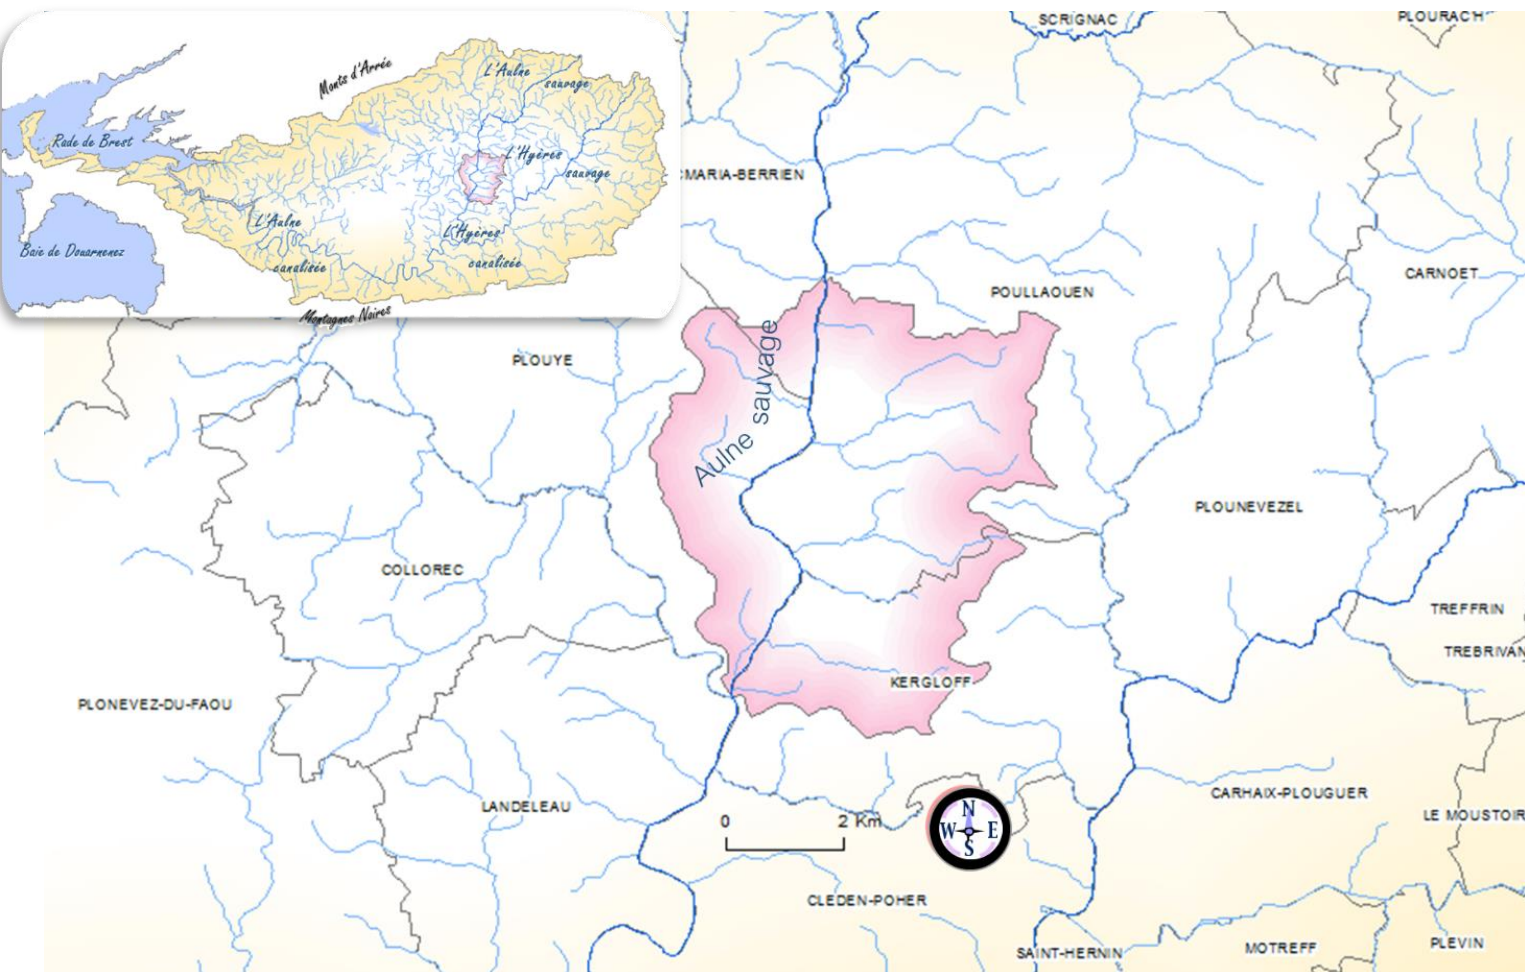 SCRIGNAC
PLOURAC'H
Monts d'Arrée
L'Aulne
sauvage
Rade de Brest
L'Hyères
sauvage
MARIA-BERRIEN
L'Aulne
canalisée
L'Hyères
canalisée
Baie de Douarnenez
Montagnes Noires
CARNOET
POULLAOUEN
PLOUYE
Aulne sauvage
PLOUNEVEZEL
COLLOREC
TREFFRIN
TREBRIVAN
KERGLOFF
PLONEVEZ-DU-FAOU
CARHAIX-PLOUGUER
LANDELEAU
LE MOUSTOIR
0 2 Km
N
W E
S
CLEDEN-POHER
SAINT-HERNIN
MOTREFF
PLEVIN